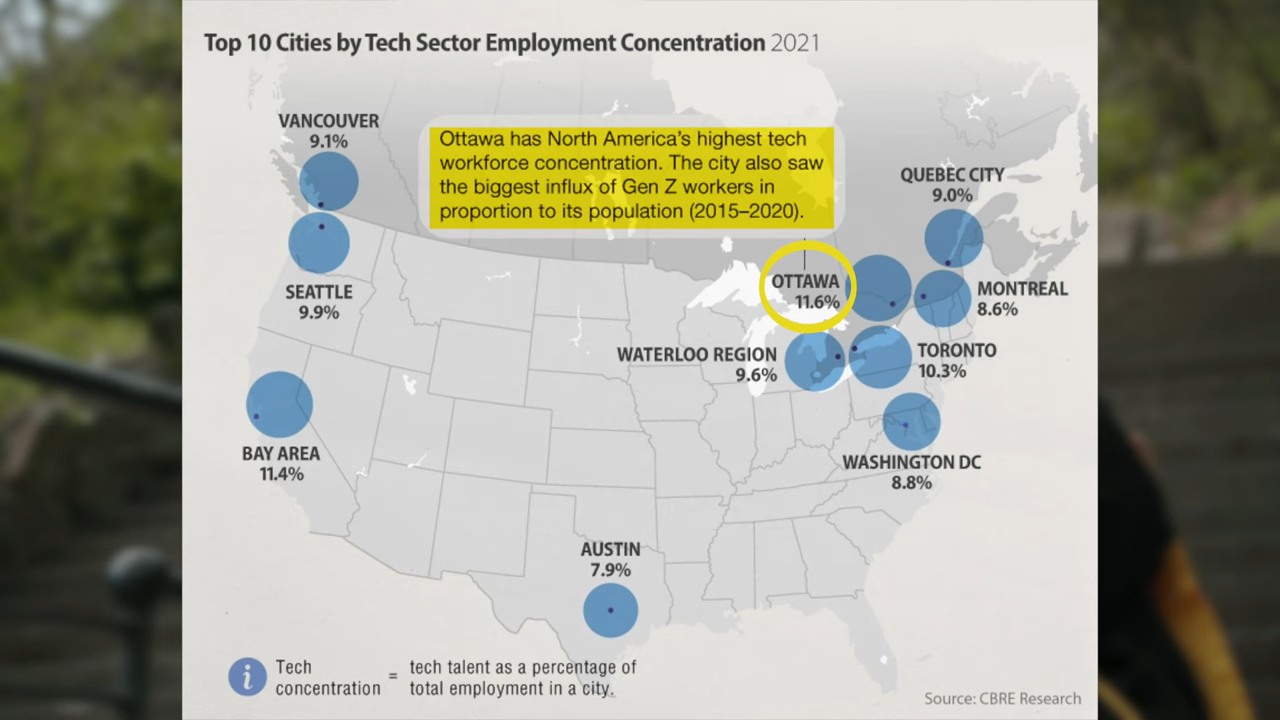 Top 10 Cities by Tech Sector Employment Concentration 2021
VANCOUVER
9.1%
Ottawa has North America's highest tech
workforce concentration. The city also saw
the biggest influx of Gen Z workers in
proportion to its population (2015–2020).
QUEBEC CITY
9.0%
SEATTLE
9.9%
OTTAWA
11.6%
MONTREAL
8.6%
WATERLOO REGION
9.6%
TORONTO
10.3%
BAY AREA
11.4%
WASHINGTON DC
8.8%
AUSTIN
7.9%
i
Tech
concentration
=
tech talent as a percentage of
total employment in a city.
Source: CBRE Research